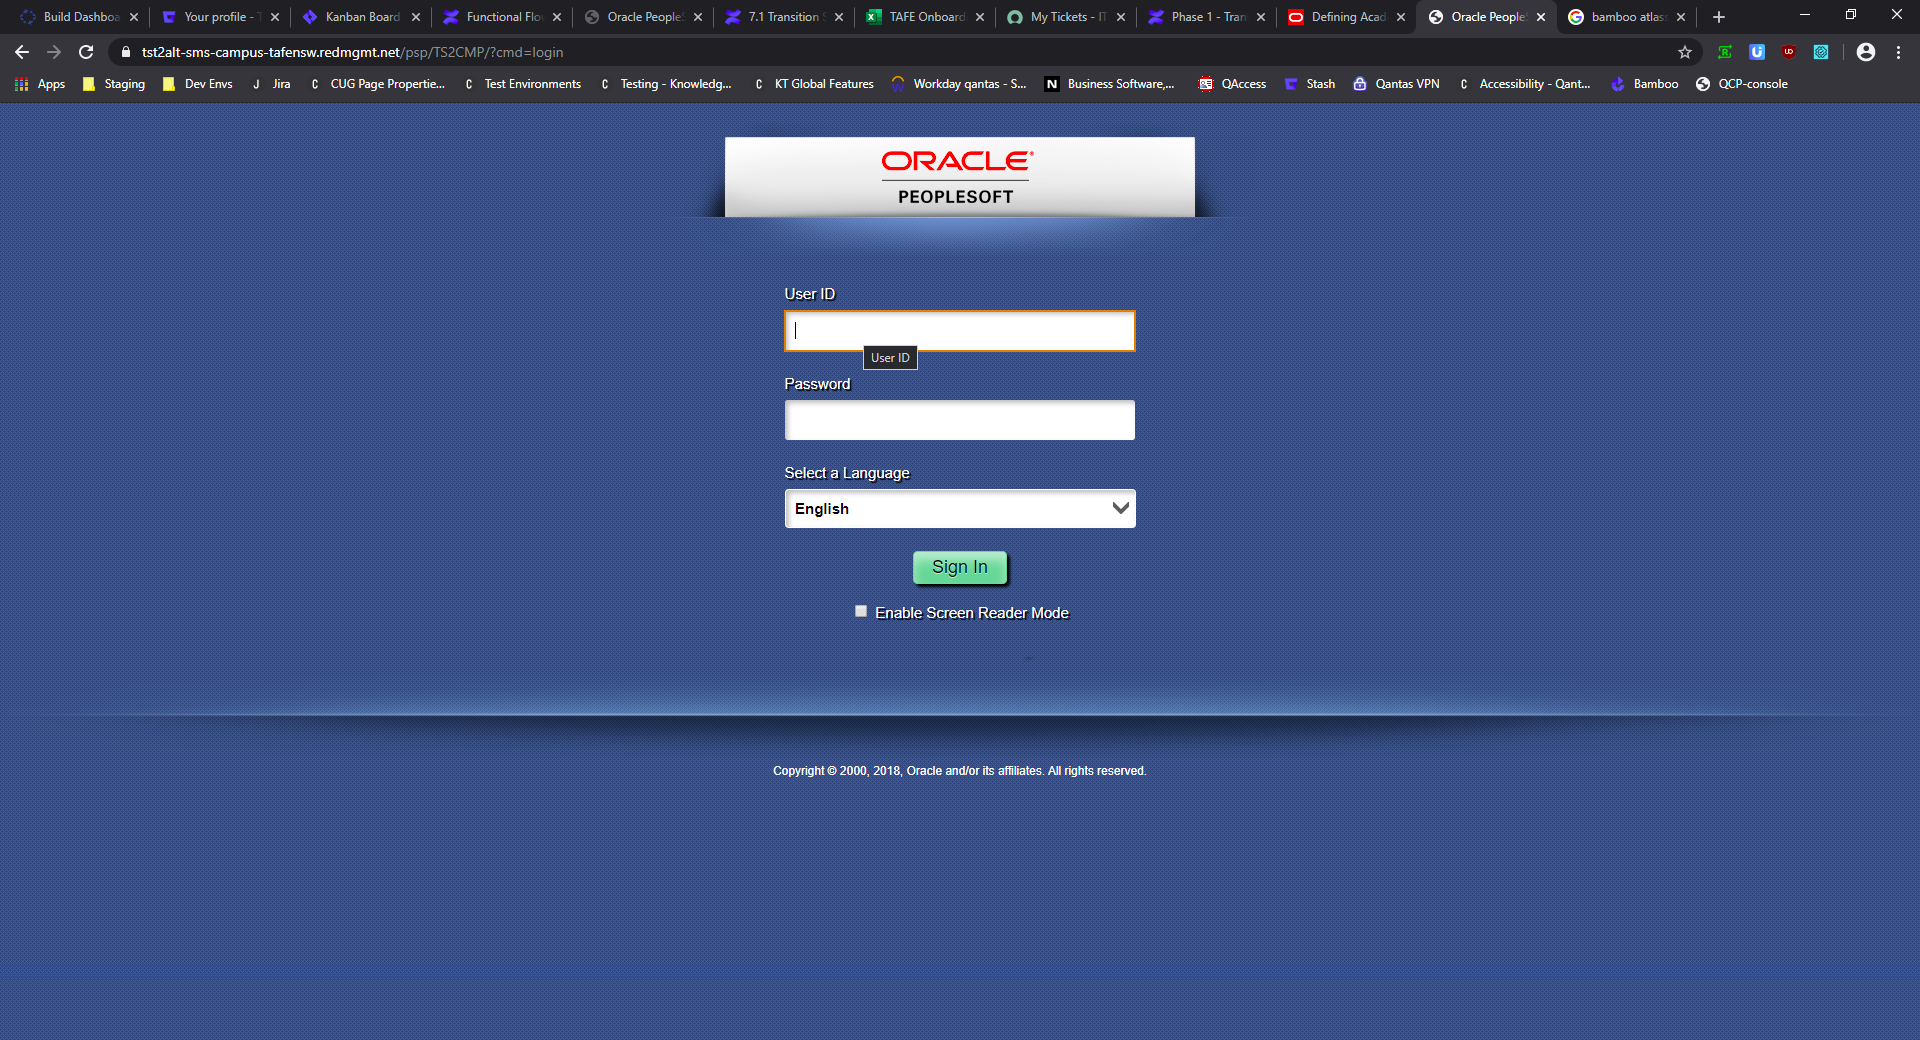 Build Dashboa
Your profile - T
Kanban Board
Functional Flo
Oracle PeopleS
7.1 Transition S
TAFE Onboard
My Tickets - IT
Phase 1 - Tran
Defining Acad
Oracle PeopleS
bamboo atlas
tst2alt-sms-campus-tafensw.redmgmt.net/psp/TS2CMP/?cmd=login
Apps
Staging
Dev Envs
J Jira
C CUG Page Propertie...
C Test Environments
C Testing - Knowledg...
C KT Global Features
Workday qantas - S...
N Business Software,...
QAccess
Stash
Qantas VPN
C Accessibility - Qant...
Bamboo
QCP-console
ORACLE®
PEOPLESOFT
User ID
User ID
Password
Select a Language
English
Sign In
Enable Screen Reader Mode
Copyright © 2000, 2018, Oracle and/or its affiliates. All rights reserved.